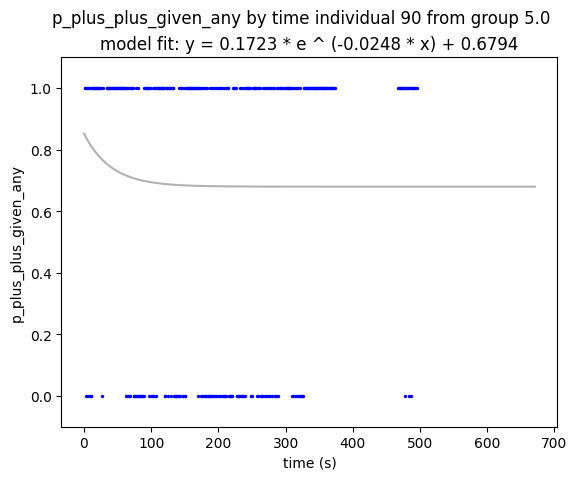 p_plus_plus_given_any by time individual 90 from group 5.0
model fit: y = 0.1723 * e ^ (-0.0248 * x) + 0.6794
1.0
0.8
0.6
0.4
0.2
0.0
p_plus_plus_given_any
0 100 200 300 400 500 600 700
time (s)